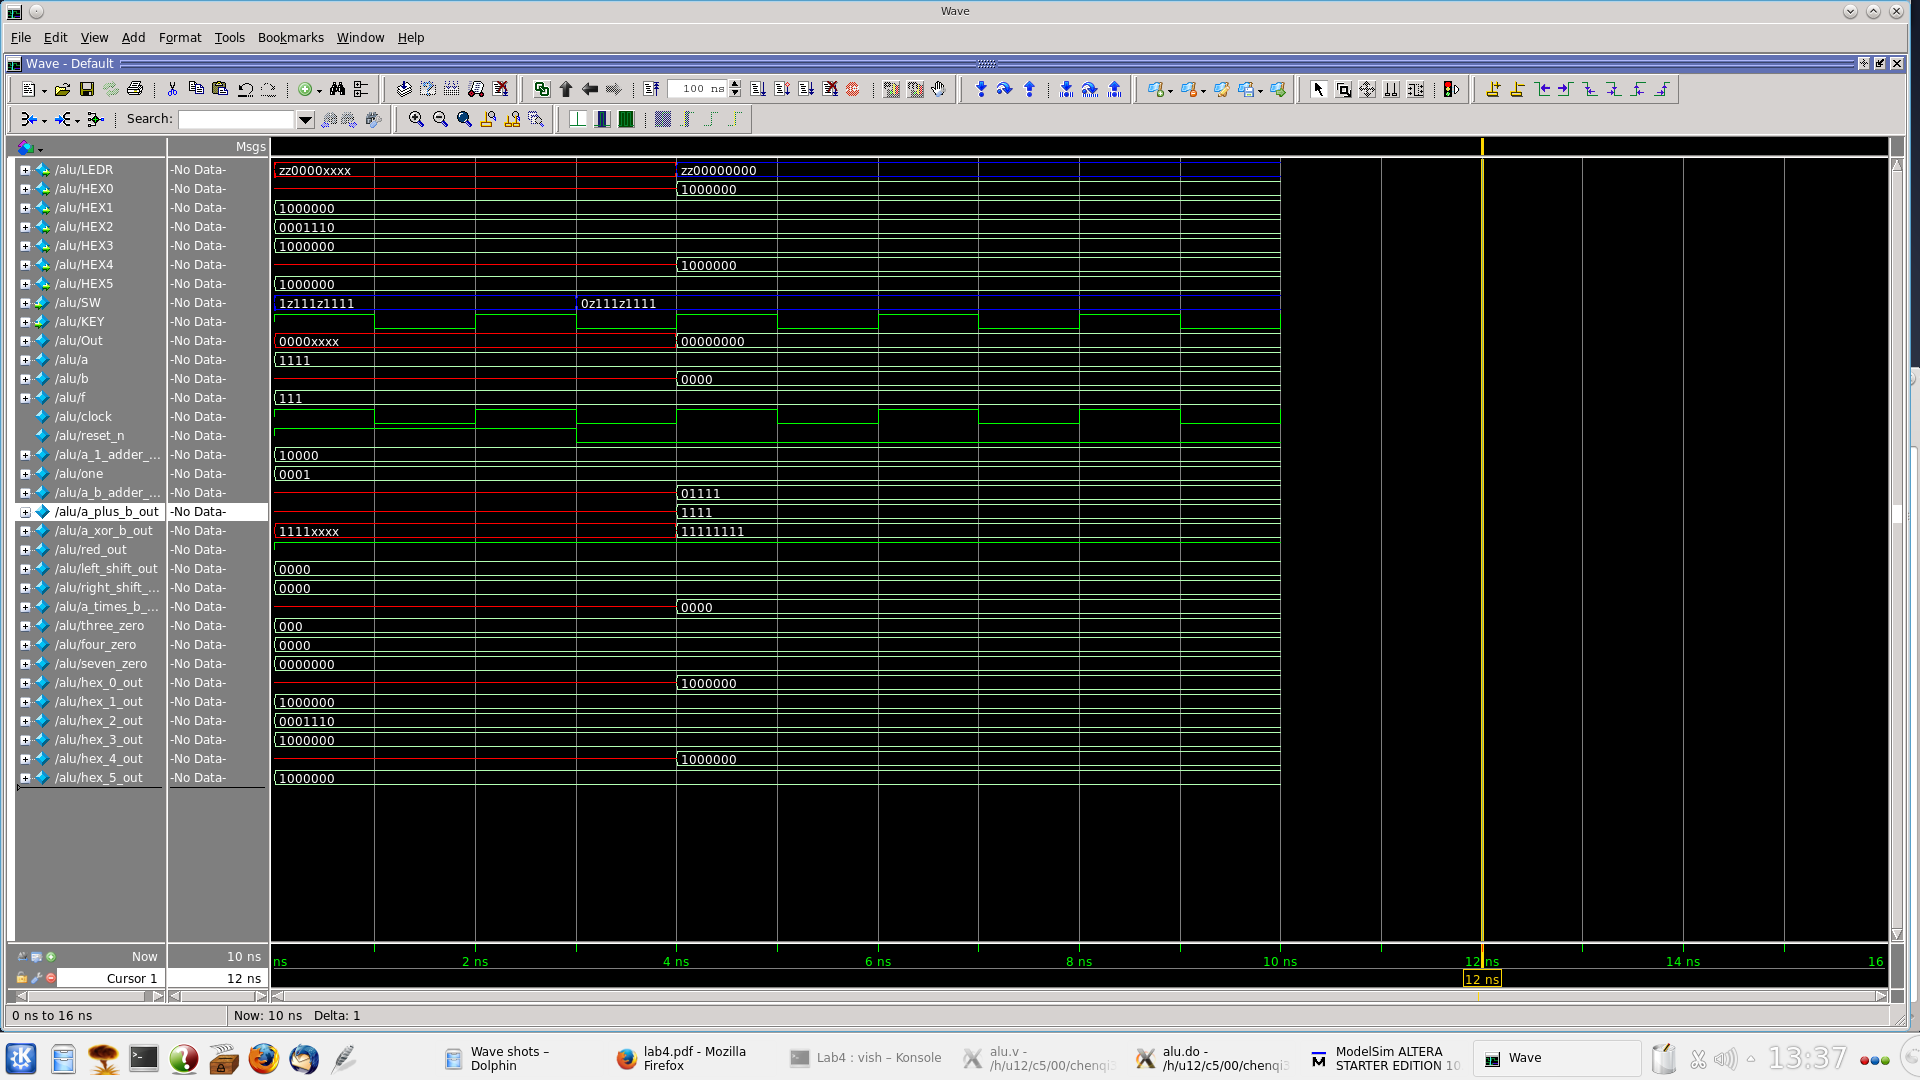 Wave
File Edit View Add Format Tools Bookmarks Window Help
Wave - Default
100 ns
Search:
Msgs
/alu/LEDR -No Data- zz0000xxxx zz00000000
/alu/HEX0 -No Data- 1000000
/alu/HEX1 -No Data- 1000000
/alu/HEX2 -No Data- 0001110
/alu/HEX3 -No Data- 1000000
/alu/HEX4 -No Data- 1000000
/alu/HEX5 -No Data- 1000000
/alu/SW -No Data- 1z111z1111 0z111z1111
/alu/KEY -No Data-
/alu/Out -No Data- 0000xxxx 00000000
/alu/a -No Data- 1111
/alu/b -No Data- 0000
/alu/f -No Data- 111
/alu/clock -No Data-
/alu/reset_n -No Data-
/alu/a_1_adder_... -No Data- 10000
/alu/one -No Data- 0001
/alu/a_b_adder_... -No Data- 01111
/alu/a_plus_b_out -No Data- 1111
/alu/a_xor_b_out -No Data- 1111xxxx 11111111
/alu/red_out -No Data-
/alu/left_shift_out -No Data- 0000
/alu/right_shift_... -No Data- 0000
/alu/a_times_b_... -No Data- 0000
/alu/three_zero -No Data- 000
/alu/four_zero -No Data- 0000
/alu/seven_zero -No Data- 0000000
/alu/hex_0_out -No Data- 1000000
/alu/hex_1_out -No Data- 1000000
/alu/hex_2_out -No Data- 0001110
/alu/hex_3_out -No Data- 1000000
/alu/hex_4_out -No Data- 1000000
/alu/hex_5_out -No Data- 1000000
Now 10 ns ns 2 ns 4 ns 6 ns 8 ns 10 ns 12 ns 14 ns 16
Cursor 1 12 ns 12 ns
0 ns to 16 ns Now: 10 ns Delta: 1
Wave shots –
Dolphin
lab4.pdf - Mozilla
Firefox
Lab4 : vish – Konsole
alu.v -
/h/u12/c5/00/chenqi3
alu.do -
/h/u12/c5/00/chenqi3
ModelSim ALTERA
STARTER EDITION 10
Wave
13:37